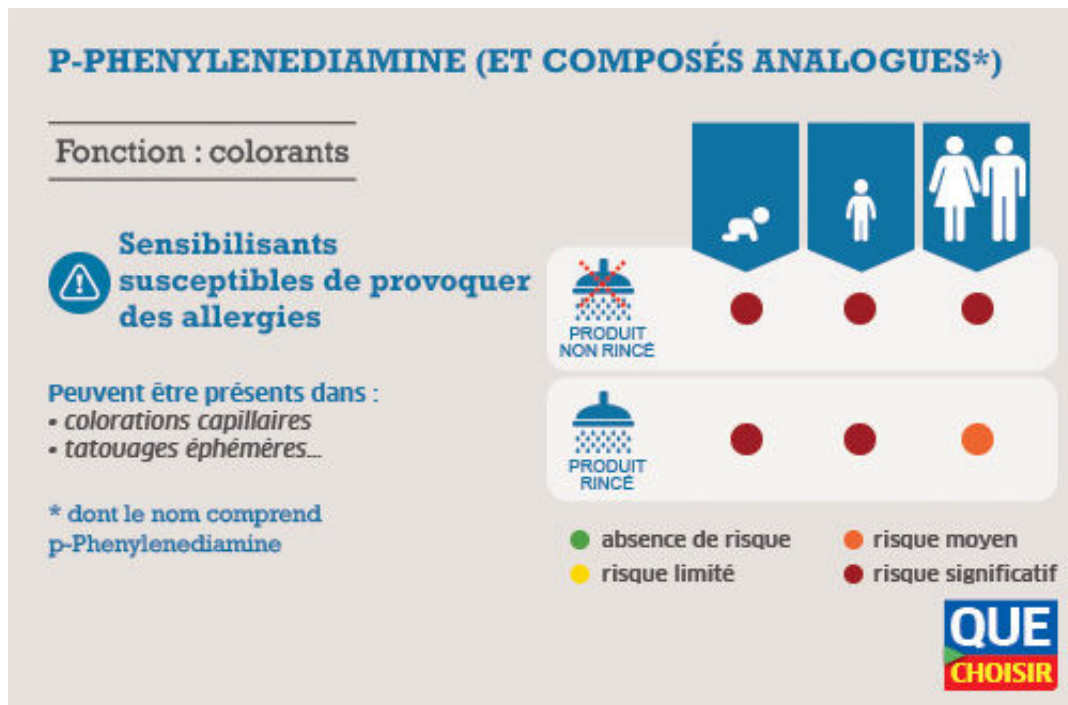 P-PHENYLENEDIAMINE (ET COMPOSÉS ANALOGUES*)
Fonction : colorants
Sensibilisants
susceptibles de provoquer
des allergies
Peuvent être présents dans :
• colorations capillaires
• tatouages éphémères...
* dont le nom comprend
p-Phenylenediamine
PRODUIT
NON RINCÉ
PRODUIT
RINCÉ
absence de risque
risque moyen
risque limité
risque significatif
QUE
CHOISIR